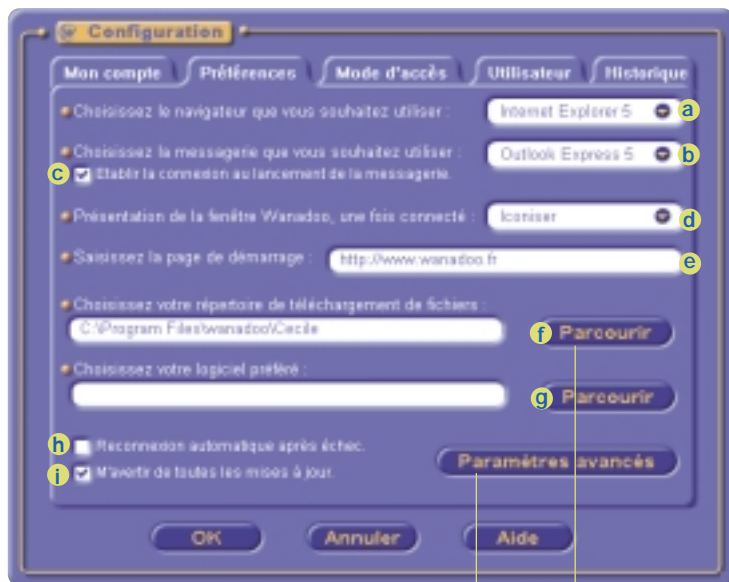 Configuration
Mon compte Préférences Mode d'accès Utilisateur Historique
Choisissez le navigateur que vous souhaitez utiliser : Internet Explorer 5 a
Choisissez la messagerie que vous souhaitez utiliser : Outlook Express 5 b
c Etablir la connexion au lancement de la messagerie.
Présentation de la fenêtre Wanadoo, une fois connecté : Iconiser d
Saisissez la page de démarrage : http://www.wanadoo.fr e
Choisissez votre répertoire de téléchargement de fichiers :
C:\Program Files\wanadoo\Cecile f Parcourir
Choisissez votre logiciel préféré :
g Parcourir
h Reconnexion automatique après échec.
i M'avertir de toutes les mises à jour.
Paramètres avancés
OK Annuler Aide